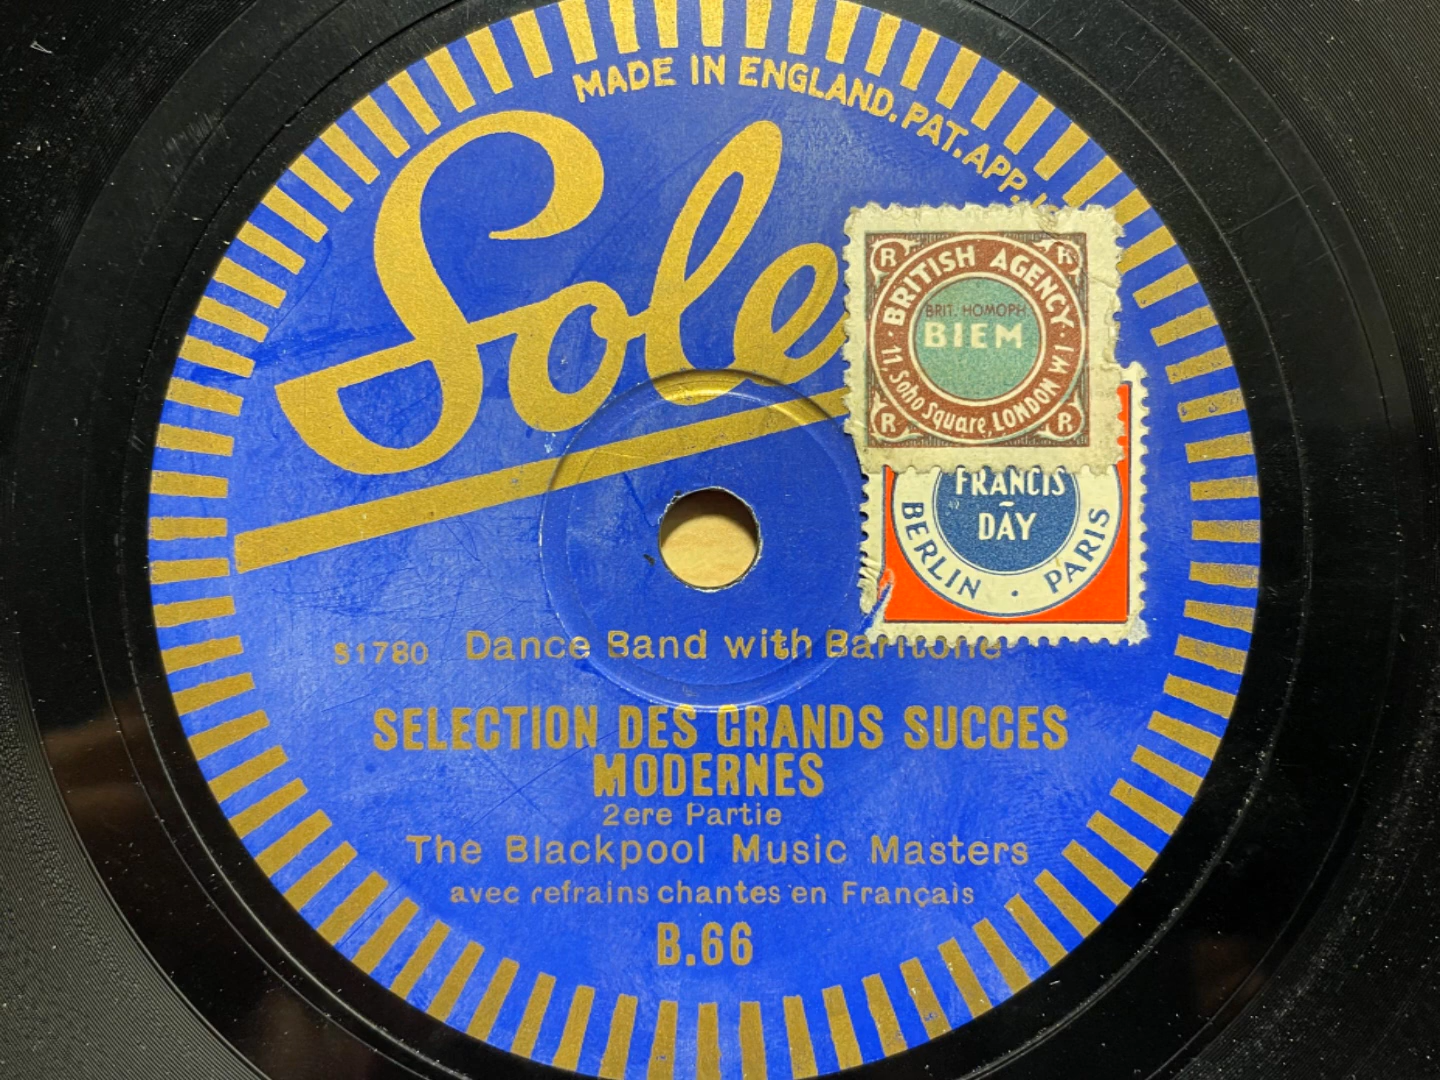 MADE IN ENGLAND. PAT. APP.
Sole
R R
BRITISH AGENCY
BRIT. HOMOPH.
BIEM
11, Soho Square, LONDON W1
R R
FRANCIS
~
DAY
BERLIN · PARIS
S1780 Dance Band with Baritone
SELECTION DES GRANDS SUCCES
MODERNES
2ere Partie
The Blackpool Music Masters
avec refrains chantes en Français
B.66